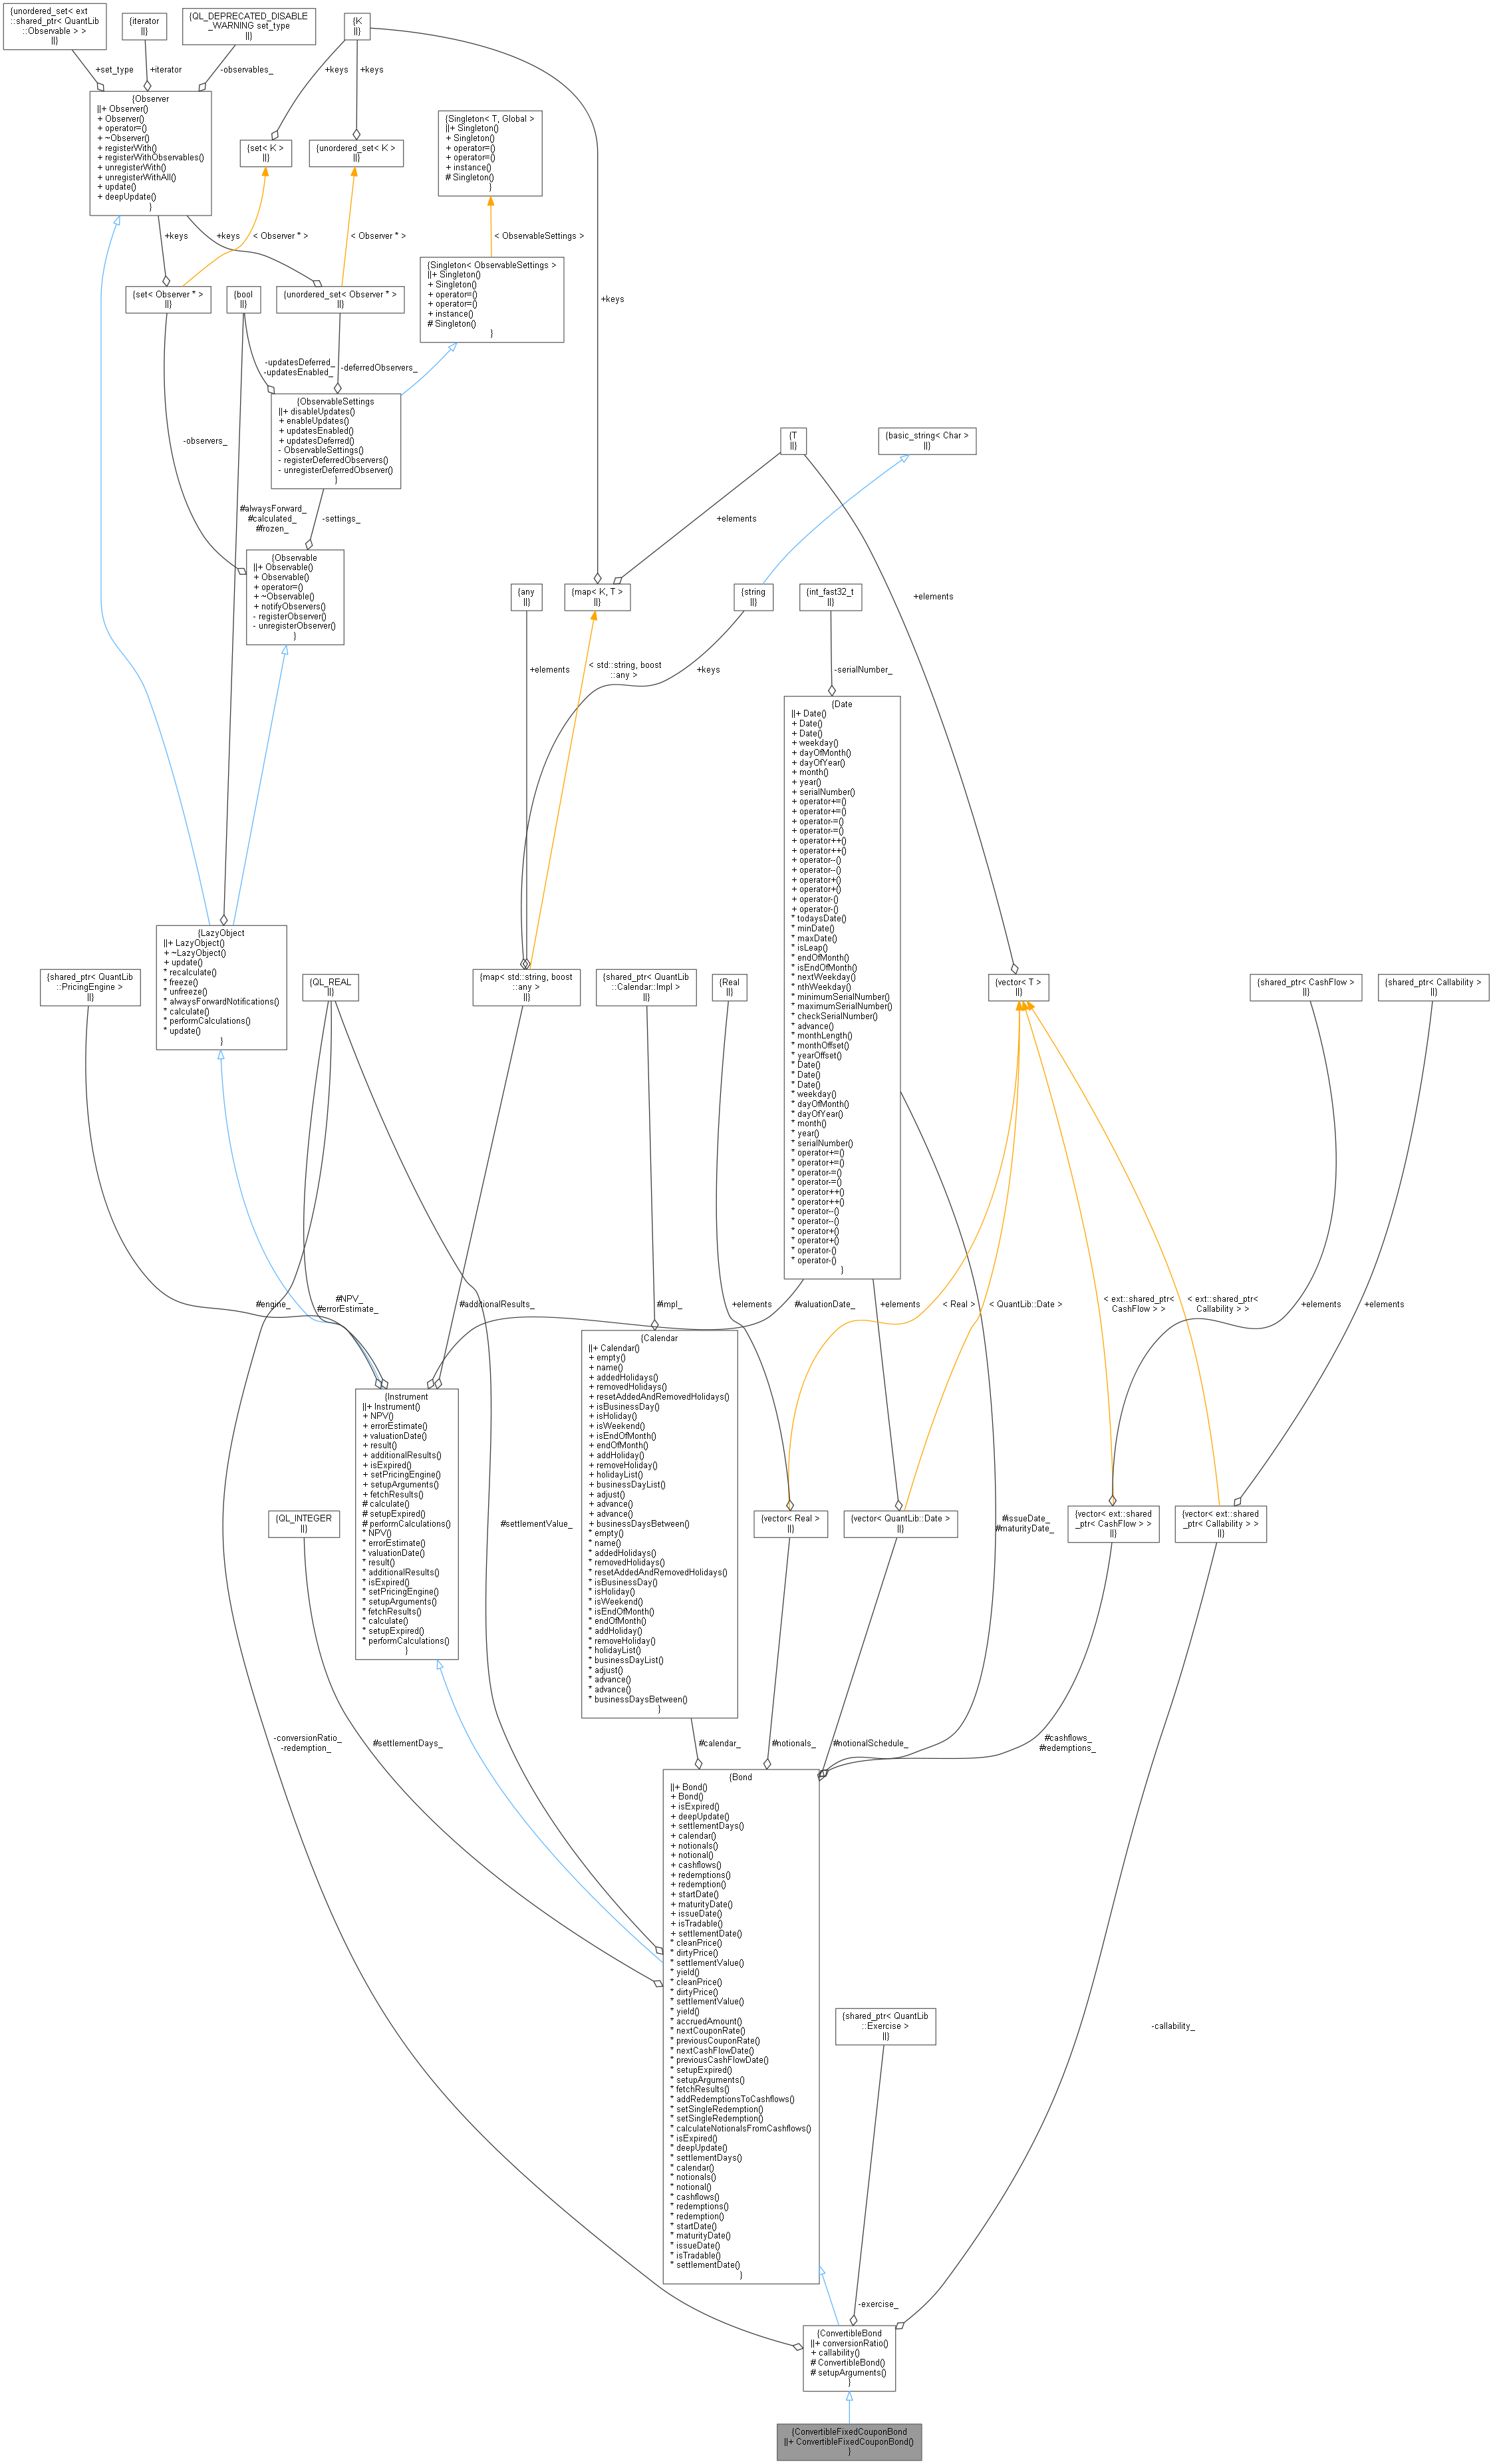 {unordered_set< ext
::shared_ptr< QuantLib
::Observable > >
||}
{iterator
||}
{QL_DEPRECATED_DISABLE
_WARNING set_type
||}
{K
||}
+set_type
+iterator
-observables_
+keys
+keys
{Observer
||+ Observer()
+ Observer()
+ operator=()
+ ~Observer()
+ registerWith()
+ registerWithObservables()
+ unregisterWith()
+ unregisterWithAll()
+ update()
+ deepUpdate()
}
{set< K >
||}
{unordered_set< K >
||}
{Singleton< T, Global >
||+ Singleton()
+ Singleton()
+ operator=()
+ operator=()
+ instance()
# Singleton()
}
+keys
+keys
< Observer * >
< Observer * >
< ObservableSettings >
{set< Observer * >
||}
{bool
||}
{unordered_set< Observer * >
||}
{Singleton< ObservableSettings >
||+ Singleton()
+ Singleton()
+ operator=()
+ operator=()
+ instance()
# Singleton()
}
+keys
-updatesDeferred_
-updatesEnabled_
-deferredObservers_
{ObservableSettings
||+ disableUpdates()
+ enableUpdates()
+ updatesEnabled()
+ updatesDeferred()
- ObservableSettings()
- registerDeferredObservers()
- unregisterDeferredObserver()
}
-observers_
{T
||}
{basic_string< Char >
||}
#alwaysForward_
#calculated_
#frozen_
-settings_
+elements
{Observable
||+ Observable()
+ Observable()
+ operator=()
+ ~Observable()
+ notifyObservers()
- registerObserver()
- unregisterObserver()
}
{any
||}
{map< K, T >
||}
{string
||}
{int_fast32_t
||}
+elements
+elements
< std::string, boost
::any >
+keys
-serialNumber_
{Date
||+ Date()
+ Date()
+ Date()
+ weekday()
+ dayOfMonth()
+ dayOfYear()
+ month()
+ year()
+ serialNumber()
+ operator+=()
+ operator+=()
+ operator-=()
+ operator-=()
+ operator++()
+ operator++()
+ operator--()
+ operator--()
+ operator+()
+ operator+()
+ operator-()
+ operator-()
* todaysDate()
* minDate()
* maxDate()
* isLeap()
* endOfMonth()
* isEndOfMonth()
* nextWeekday()
* nthWeekday()
* minimumSerialNumber()
* maximumSerialNumber()
* checkSerialNumber()
* advance()
* monthLength()
* monthOffset()
* yearOffset()
* Date()
* Date()
* Date()
* weekday()
* dayOfMonth()
* dayOfYear()
* month()
* year()
* serialNumber()
* operator+=()
* operator+=()
* operator-=()
* operator-=()
* operator++()
* operator++()
* operator--()
* operator--()
* operator+()
* operator+()
* operator-()
* operator-()
}
{LazyObject
||+ LazyObject()
+ ~LazyObject()
+ update()
* recalculate()
* freeze()
* unfreeze()
* alwaysForwardNotifications()
* calculate()
* performCalculations()
* update()
}
{shared_ptr< QuantLib
::PricingEngine >
||}
{QL_REAL
||}
{map< std::string, boost
::any >
||}
{shared_ptr< QuantLib
::Calendar::Impl >
||}
{Real
||}
{vector< T >
||}
{shared_ptr< CashFlow >
||}
{shared_ptr< Callability >
||}
#engine_
#NPV_
#errorEstimate_
#additionalResults_
#impl_
+elements
#valuationDate_
+elements
< Real >
< QuantLib::Date >
< ext::shared_ptr<
CashFlow > >
< ext::shared_ptr<
Callability > >
+elements
+elements
{Instrument
||+ Instrument()
+ NPV()
+ errorEstimate()
+ valuationDate()
+ result()
+ additionalResults()
+ isExpired()
+ setPricingEngine()
+ setupArguments()
+ fetchResults()
# calculate()
# setupExpired()
# performCalculations()
* NPV()
* errorEstimate()
* valuationDate()
* result()
* additionalResults()
* isExpired()
* setPricingEngine()
* setupArguments()
* fetchResults()
* calculate()
* setupExpired()
* performCalculations()
}
{Calendar
||+ Calendar()
+ empty()
+ name()
+ addedHolidays()
+ removedHolidays()
+ resetAddedAndRemovedHolidays()
+ isBusinessDay()
+ isHoliday()
+ isWeekend()
+ isEndOfMonth()
+ endOfMonth()
+ addHoliday()
+ removeHoliday()
+ holidayList()
+ businessDayList()
+ adjust()
+ advance()
+ advance()
+ businessDaysBetween()
* empty()
* name()
* addedHolidays()
* removedHolidays()
* resetAddedAndRemovedHolidays()
* isBusinessDay()
* isHoliday()
* isWeekend()
* isEndOfMonth()
* endOfMonth()
* addHoliday()
* removeHoliday()
* holidayList()
* businessDayList()
* adjust()
* advance()
* advance()
* businessDaysBetween()
}
{QL_INTEGER
||}
#settlementValue_
{vector< Real >
||}
{vector< QuantLib::Date >
||}
#issueDate_
#maturityDate_
{vector< ext::shared
_ptr< CashFlow > >
||}
{vector< ext::shared
_ptr< Callability > >
||}
-conversionRatio_
-redemption_
#settlementDays_
#calendar_
#notionals_
#notionalSchedule_
#cashflows_
#redemptions_
{Bond
||+ Bond()
+ Bond()
+ isExpired()
+ deepUpdate()
+ settlementDays()
+ calendar()
+ notionals()
+ notional()
+ cashflows()
+ redemptions()
+ redemption()
+ startDate()
+ maturityDate()
+ issueDate()
+ isTradable()
+ settlementDate()
* cleanPrice()
* dirtyPrice()
* settlementValue()
* yield()
* cleanPrice()
* dirtyPrice()
* settlementValue()
* yield()
* accruedAmount()
* nextCouponRate()
* previousCouponRate()
* nextCashFlowDate()
* previousCashFlowDate()
* setupExpired()
* setupArguments()
* fetchResults()
* addRedemptionsToCashflows()
* setSingleRedemption()
* setSingleRedemption()
* calculateNotionalsFromCashflows()
* isExpired()
* deepUpdate()
* settlementDays()
* calendar()
* notionals()
* notional()
* cashflows()
* redemptions()
* redemption()
* startDate()
* maturityDate()
* issueDate()
* isTradable()
* settlementDate()
}
{shared_ptr< QuantLib
::Exercise >
||}
-callability_
-exercise_
{ConvertibleBond
||+ conversionRatio()
+ callability()
# ConvertibleBond()
# setupArguments()
}
{ConvertibleFixedCouponBond
||+ ConvertibleFixedCouponBond()
}